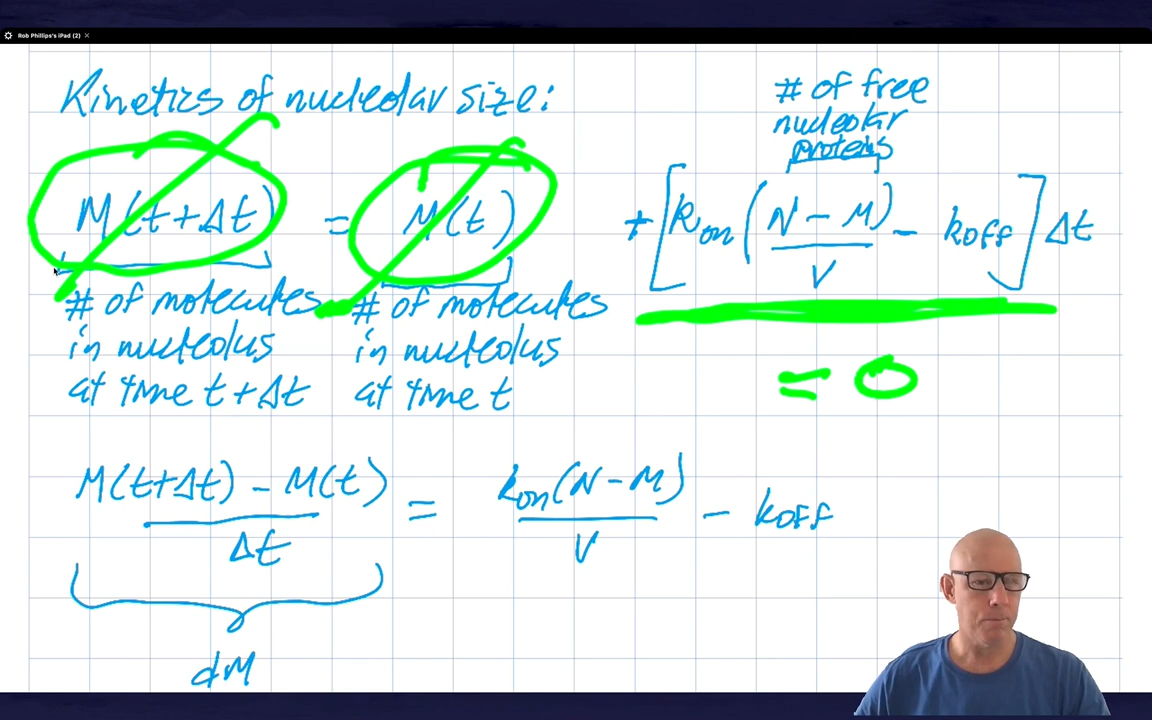 Rob Phillips's iPad (2)
Kinetics of nucleolar size:
# of free
nucleolar
proteins
M(t+Δt) = M(t) + [kon (N-M)/V - koff] Δt
# of molecules
in nucleolus
at time t+Δt
# of molecules
in nucleolus
at time t
= 0
M(t+Δt) - M(t) / Δt = kon(N-M) / V - koff
dM